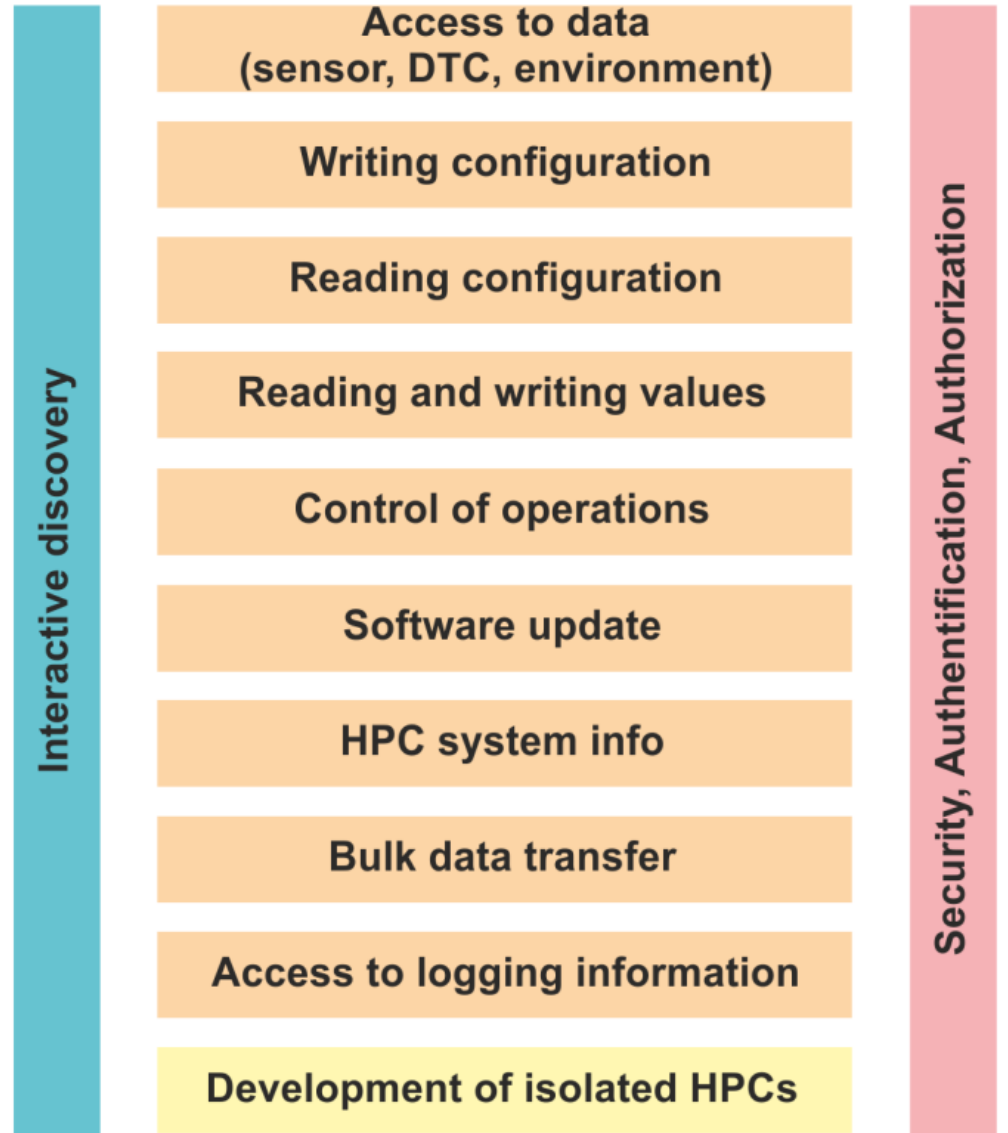 Interactive discovery
Access to data
(sensor, DTC, environment)
Writing configuration
Reading configuration
Reading and writing values
Control of operations
Software update
HPC system info
Bulk data transfer
Access to logging information
Development of isolated HPCs
Security, Authentification, Authorization